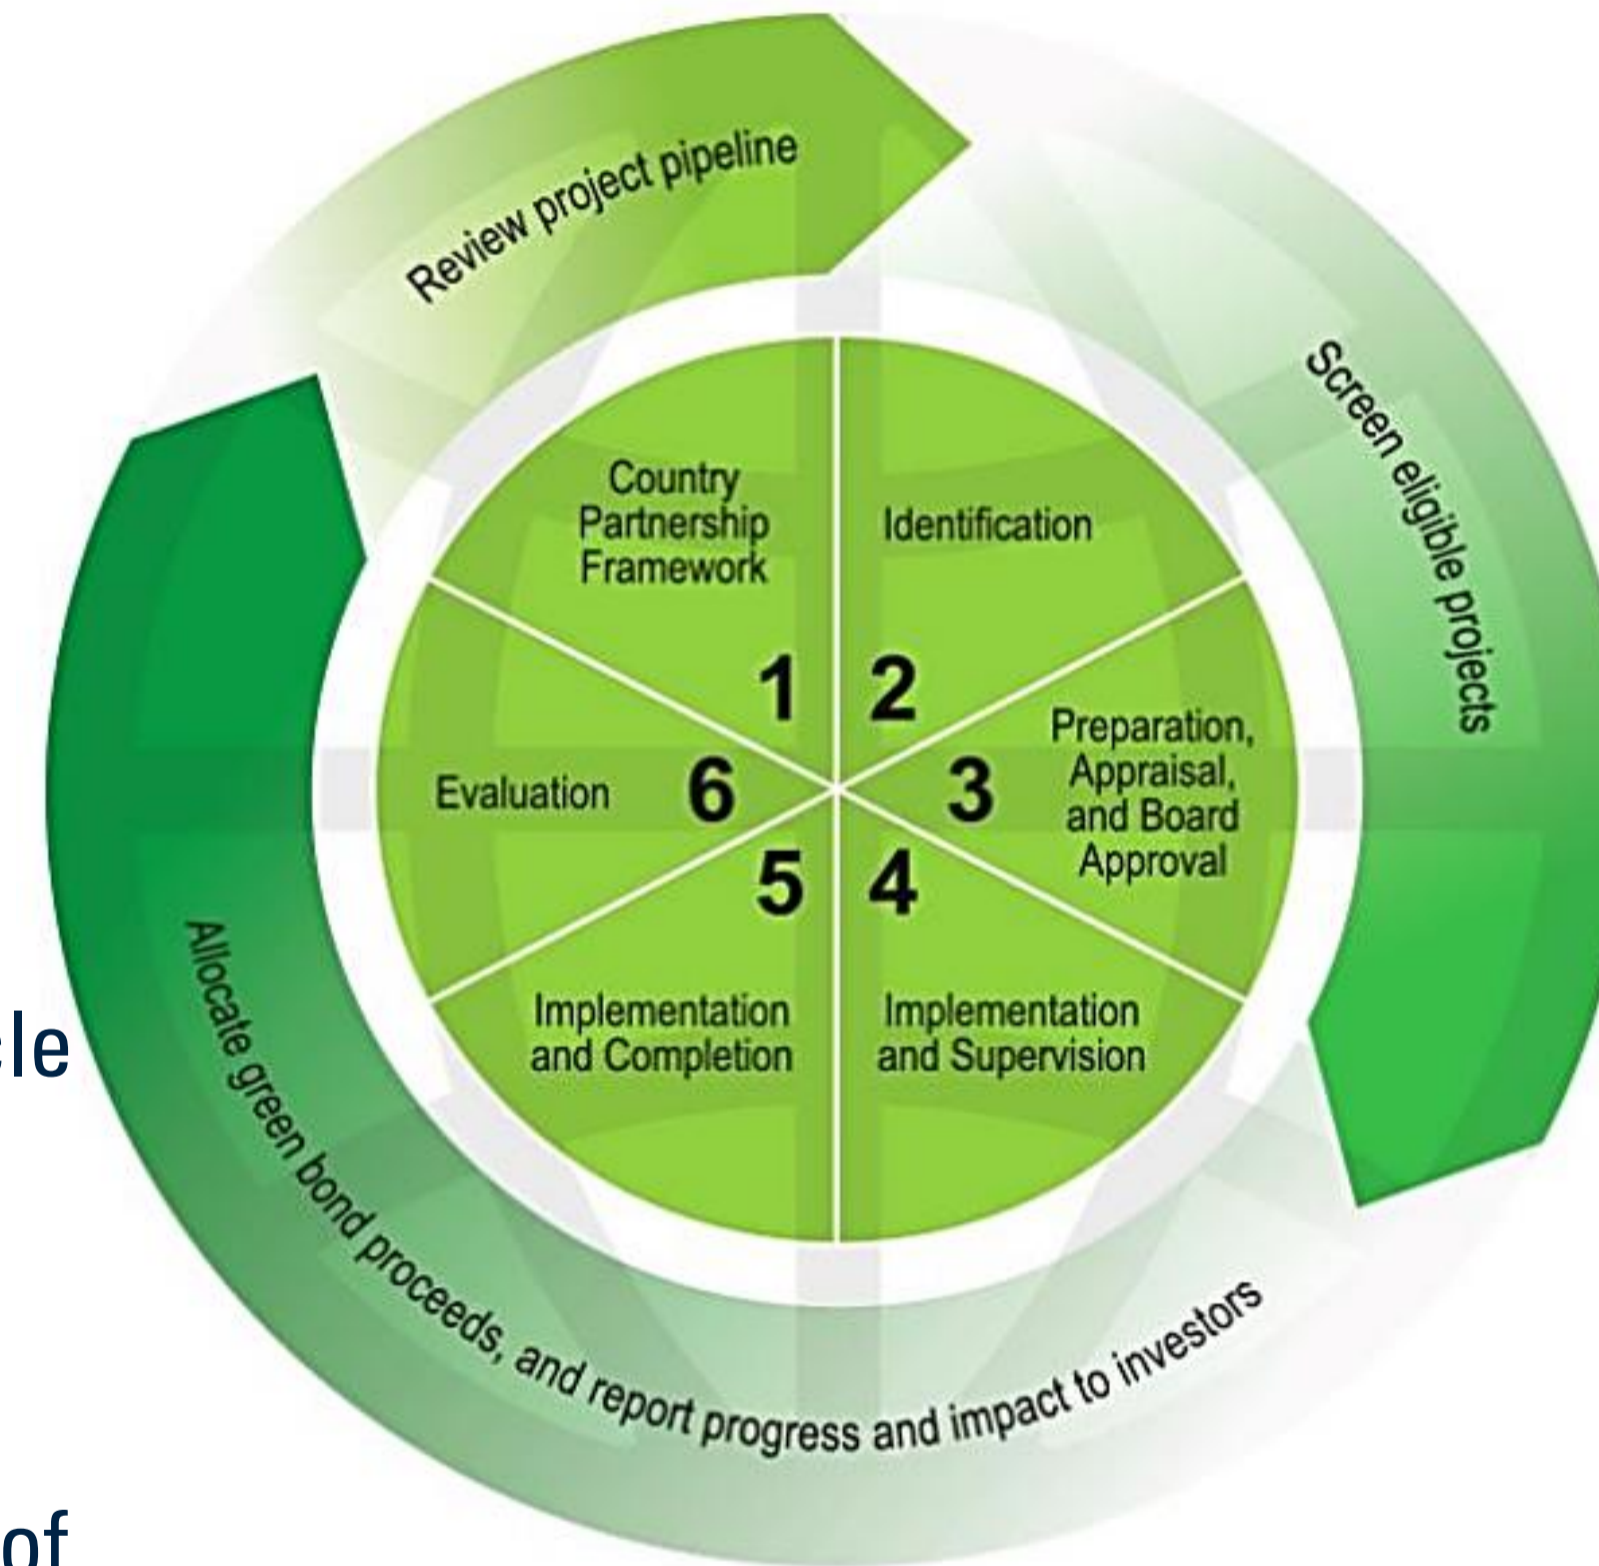 Review project pipeline
Screen eligible projects
Allocate green bond proceeds, and report progress and impact to investors
Country
Partnership
Framework
1
Identification
2
Preparation,
Appraisal,
and Board
Approval
3
Implementation
and Supervision
4
Implementation
and Completion
5
Evaluation
6
of